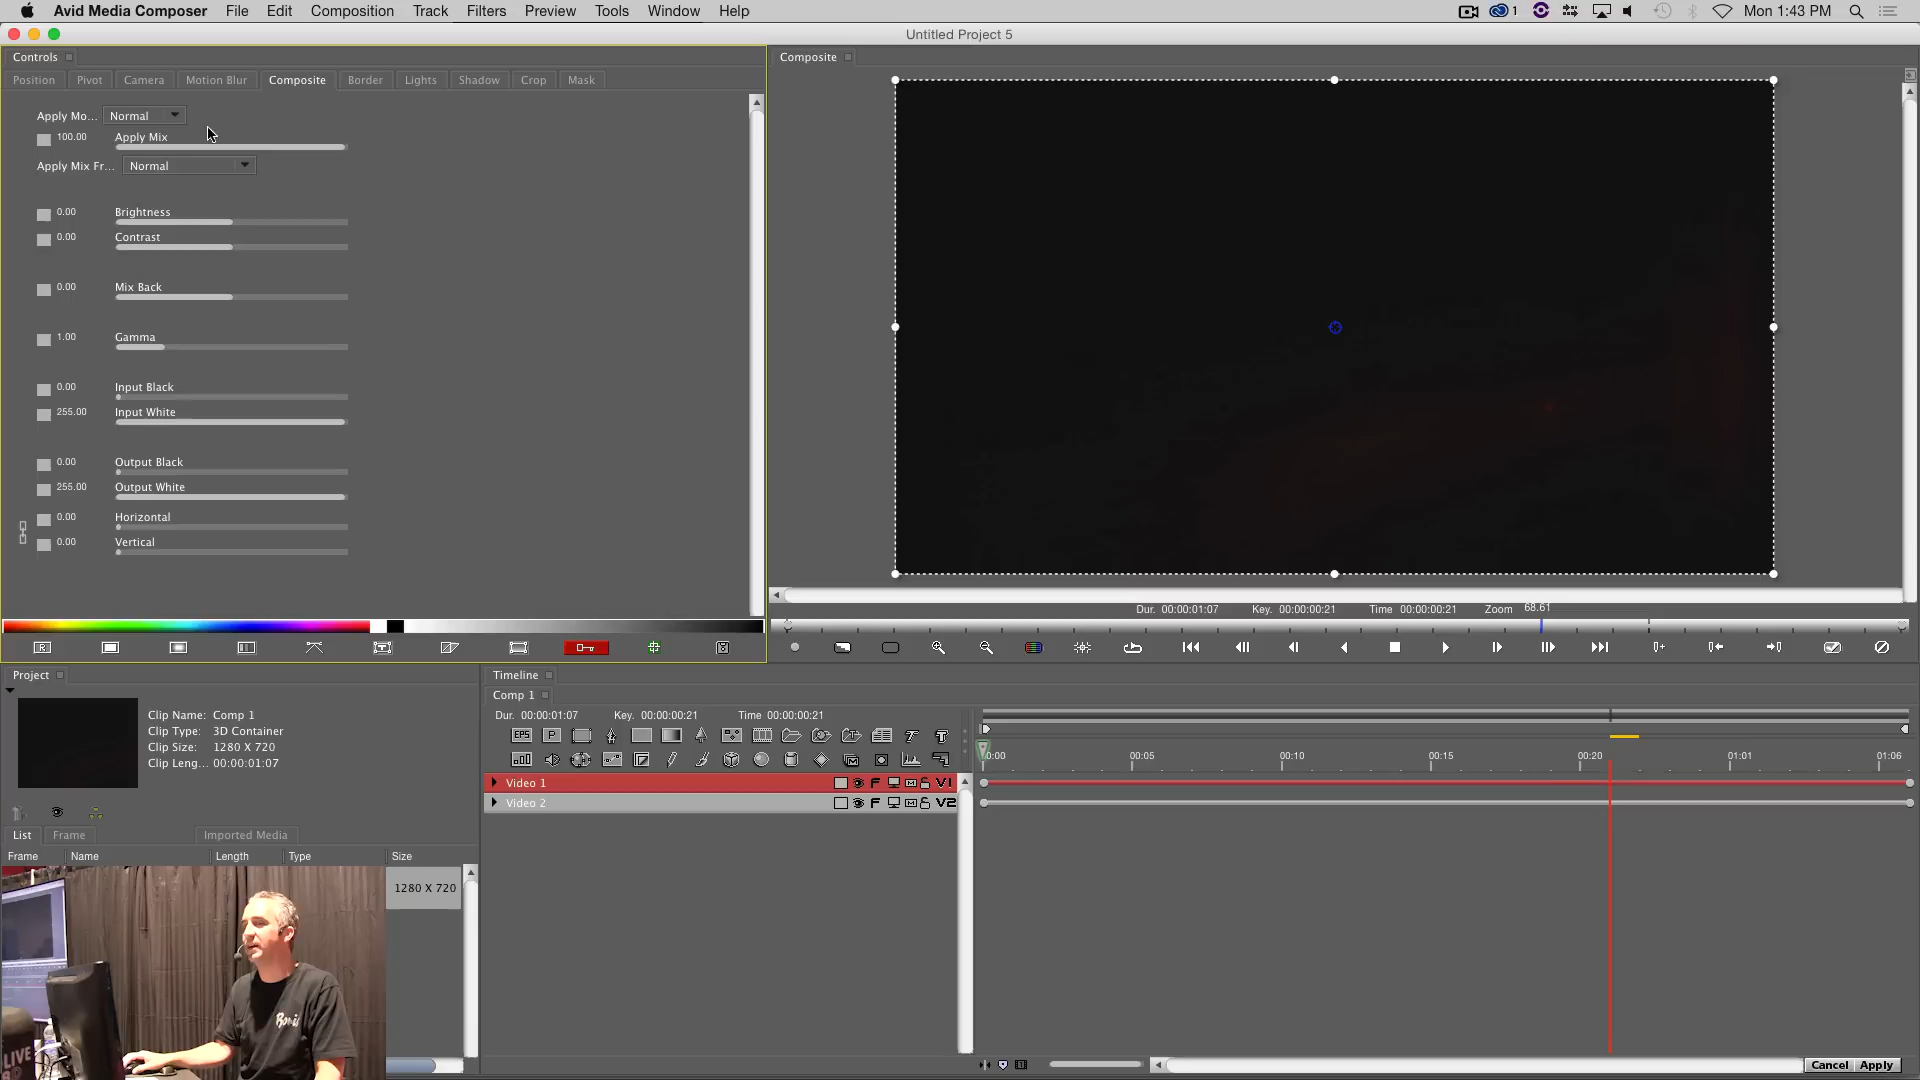 Avid Media Composer File Edit Composition Track Filters Preview Tools Window Help
1 Mon 1:43 PM
Untitled Project 5
Controls
Position Pivot Camera Motion Blur Composite Border Lights Shadow Crop Mask
Apply Mo... Normal
100.00 Apply Mix
Apply Mix Fr... Normal
0.00 Brightness
0.00 Contrast
0.00 Mix Back
1.00 Gamma
0.00 Input Black
255.00 Input White
0.00 Output Black
255.00 Output White
0.00 Horizontal
0.00 Vertical
Composite
Dur. 00:00:01:07 Key. 00:00:00:21 Time 00:00:00:21 Zoom 68.61
Project
Clip Name: Comp 1
Clip Type: 3D Container
Clip Size: 1280 X 720
Clip Leng... 00:00:01:07
List Frame Imported Media
Frame Name Length Type Size
1280 X 720
Boris
LIVE
Timeline
Comp 1
Dur. 00:00:01:07 Key. 00:00:00:21 Time 00:00:00:21
EPS P T T
0:00 00:05 00:10 00:15 00:20 01:01 01:06
Video 1 F M V1
Video 2 F M V2
Cancel Apply